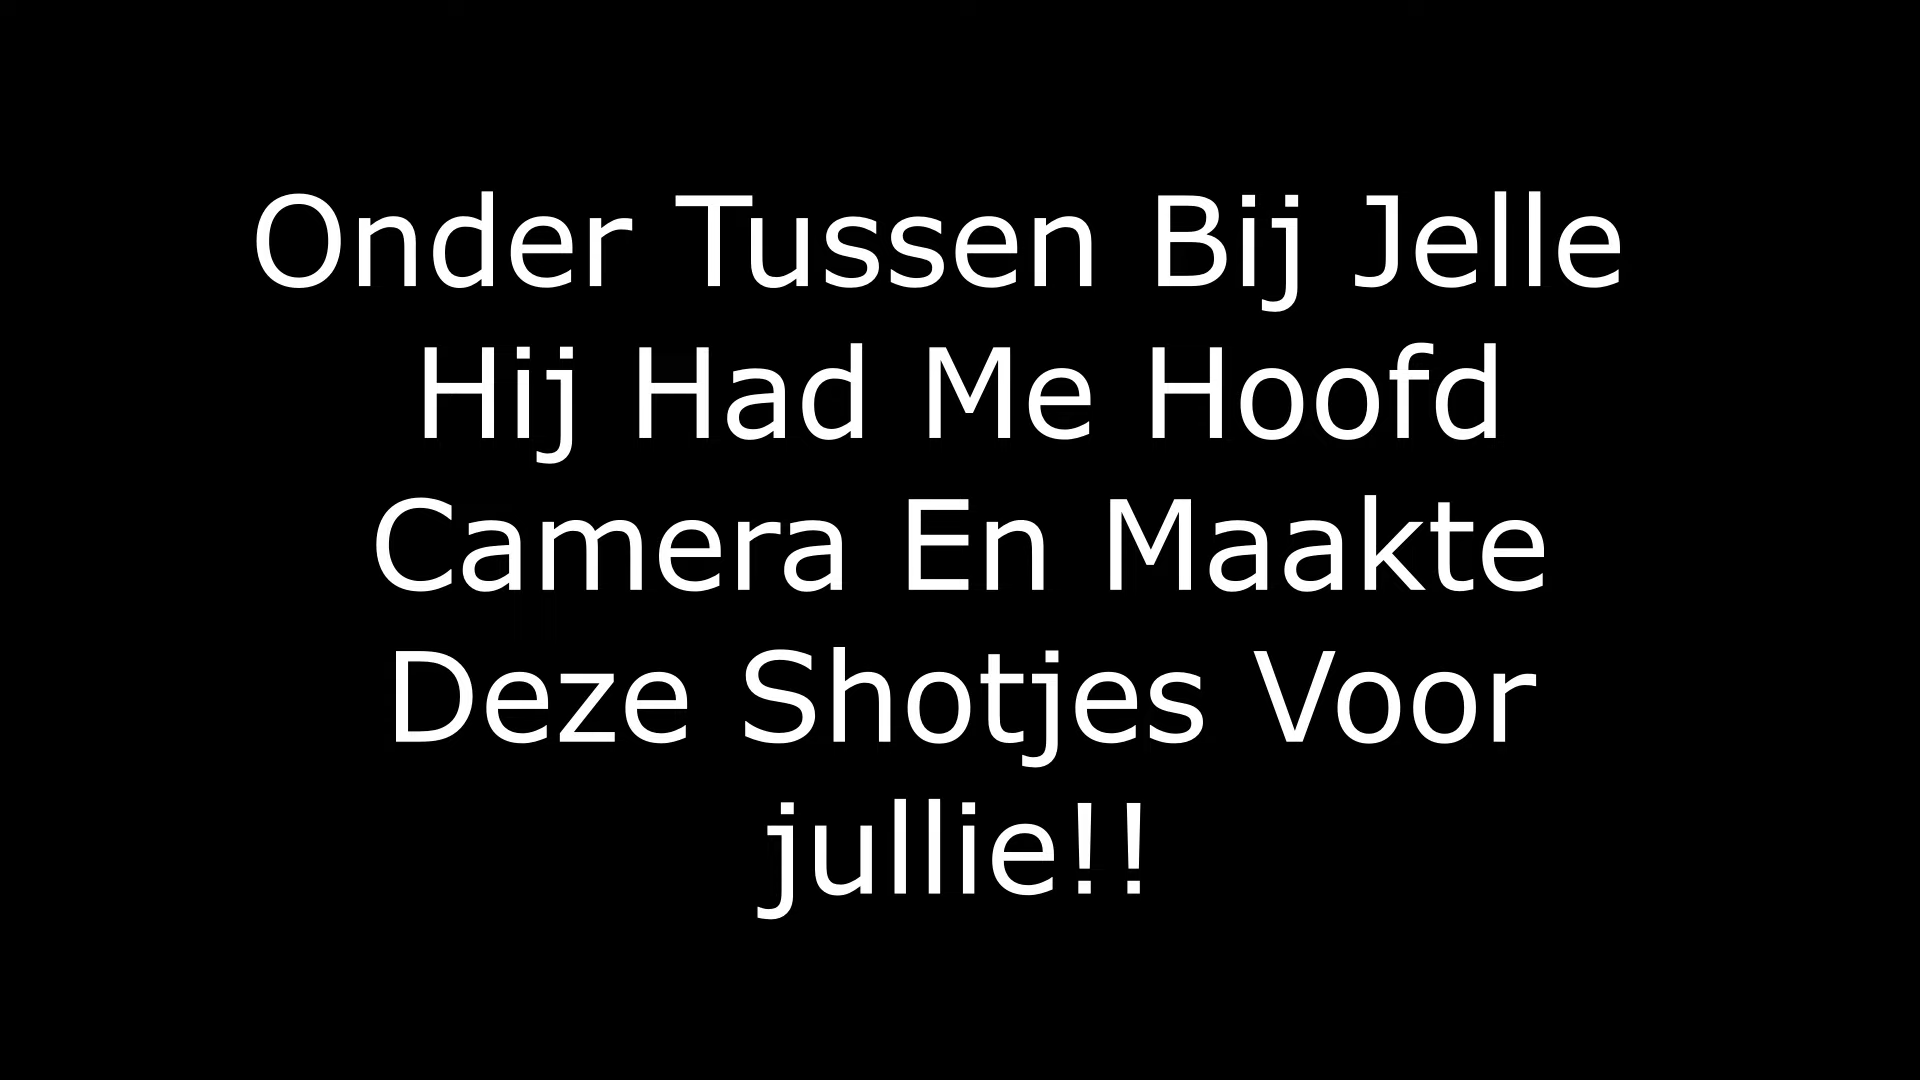 Onder Tussen Bij Jelle
Hij Had Me Hoofd
Camera En Maakte
Deze Shotjes Voor
jullie!!